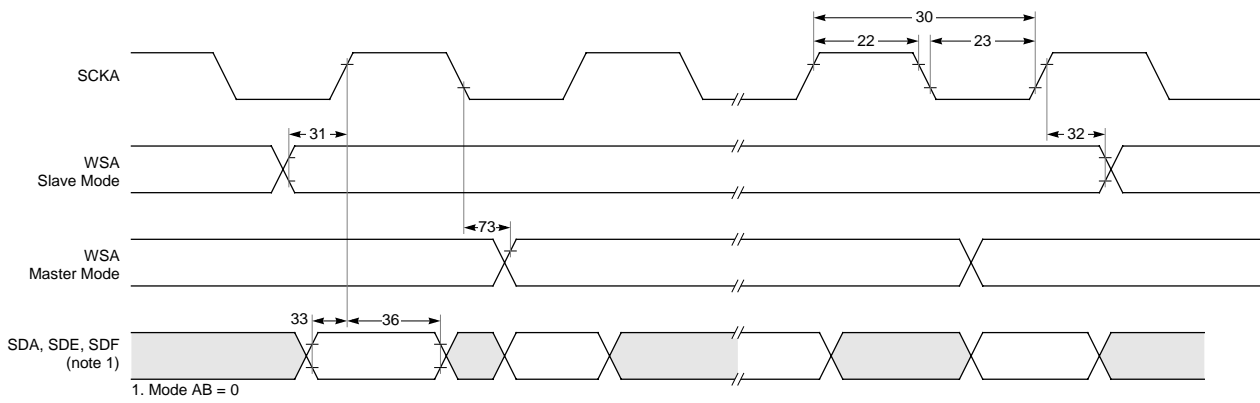 30
22
23
SCKA
31
32
WSA
Slave Mode
73
WSA
Master Mode
33
36
SDA, SDE, SDF
(note 1)
1. Mode AB = 0